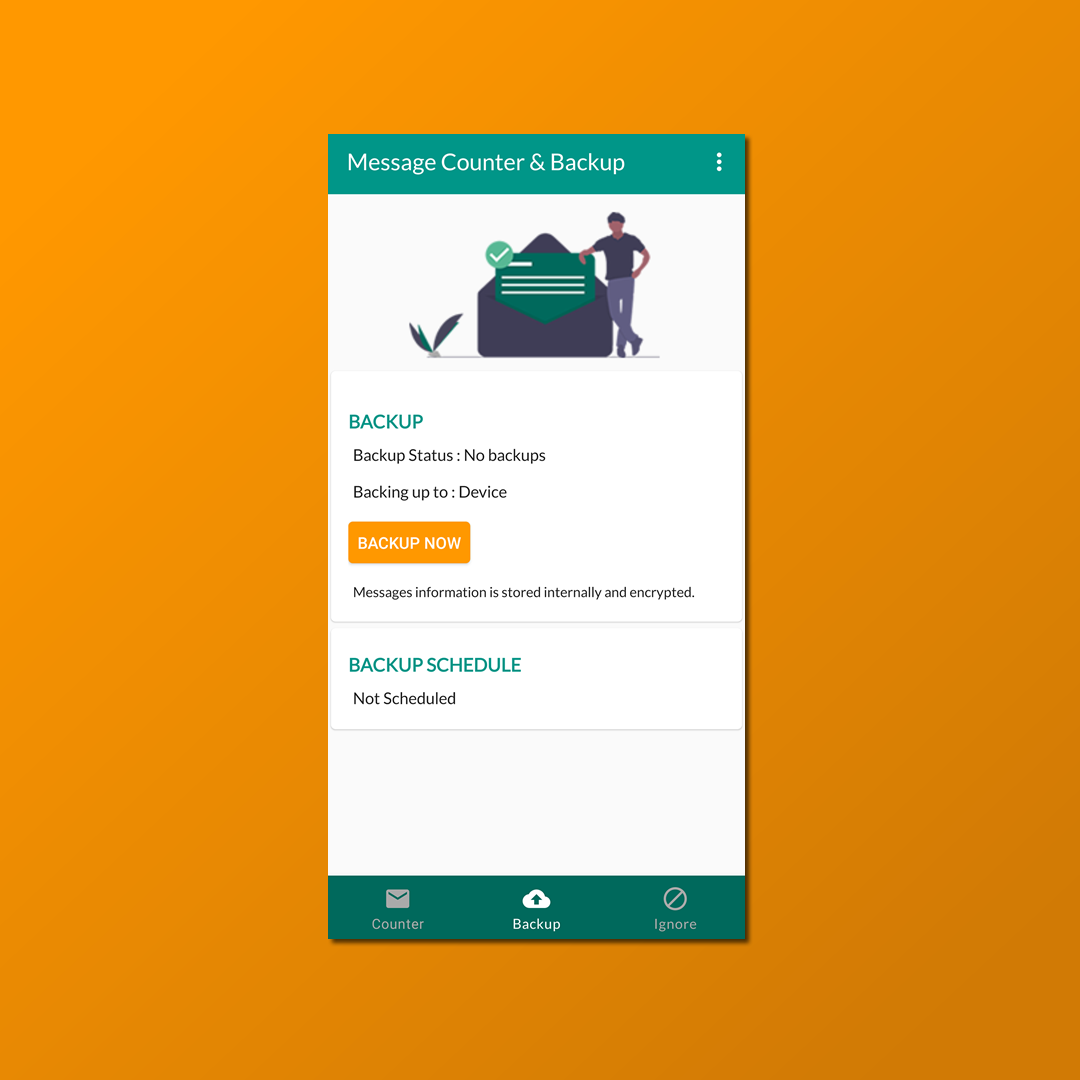 Message Counter & Backup
BACKUP
Backup Status : No backups
Backing up to : Device
BACKUP NOW
Messages information is stored internally and encrypted.
BACKUP SCHEDULE
Not Scheduled
Counter
Backup
Ignore